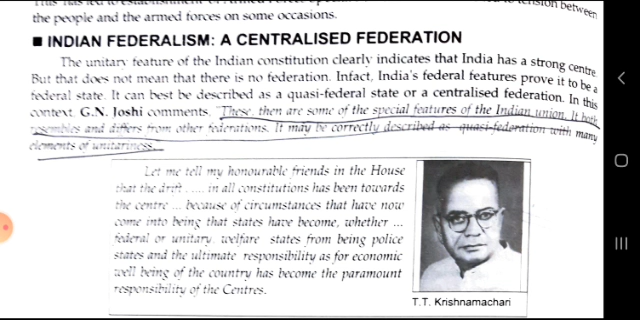 tension between
the people and the armed forces on some occasions.
■ INDIAN FEDERALISM: A CENTRALISED FEDERATION
The unitary feature of the Indian constitution clearly indicates that India has a strong centre.
But that does not mean that there is no federation. Infact, India's federal features prove it to be a
federal state. It can best be described as a quasi-federal state or a centralised federation. In this
context, G.N. Joshi comments, "These, then are some of the special features of the Indian union. It both
resembles and differs from other federations. It may be correctly described as quasi-federation with many
elements of unitariness.
Let me tell my honourable friends in the House
that the drift ..... in all constitutions has been towards
the centre ... because of circumstances that have now
come into being that states have become, whether ...
federal or unitary, welfare states from being police
states and the ultimate responsibility as for economic
well being of the country has become the paramount
responsibility of the Centres.
T.T. Krishnamachari